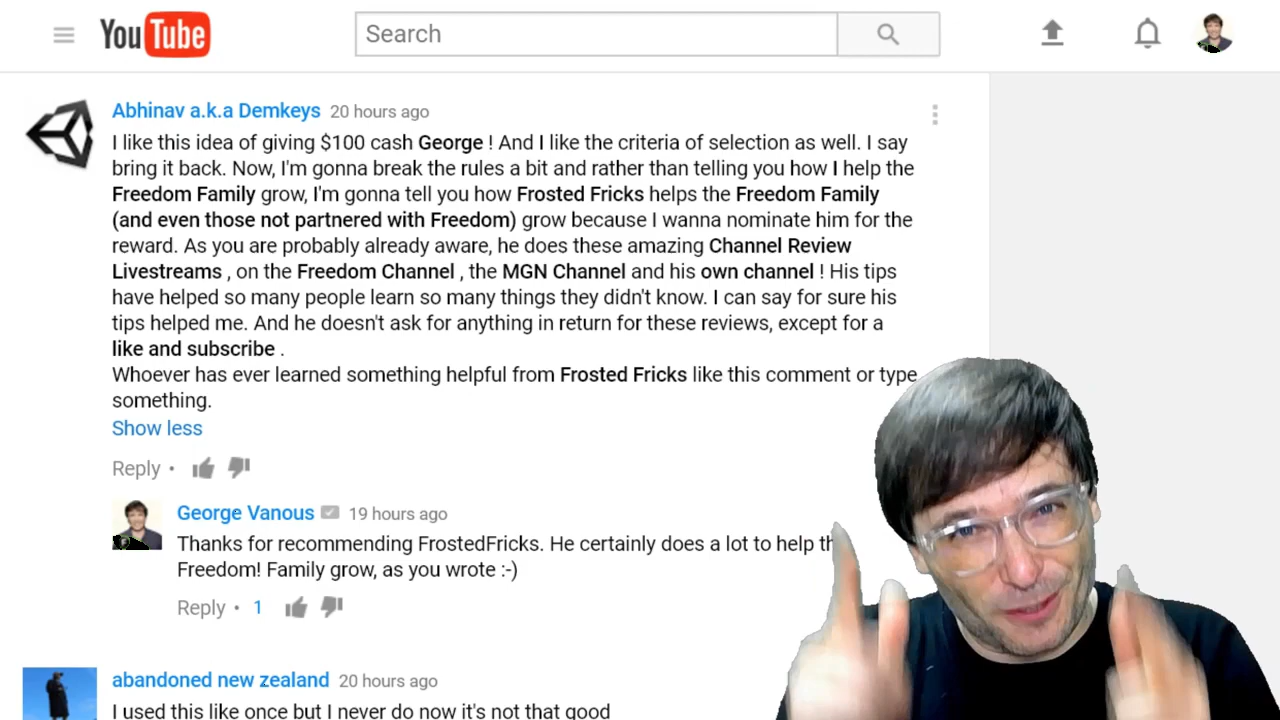 YouTube
Search
Abhinav a.k.a Demkeys 20 hours ago
I like this idea of giving $100 cash George ! And I like the criteria of selection as well. I say
bring it back. Now, I'm gonna break the rules a bit and rather than telling you how I help the
Freedom Family grow, I'm gonna tell you how Frosted Fricks helps the Freedom Family
(and even those not partnered with Freedom) grow because I wanna nominate him for the
reward. As you are probably already aware, he does these amazing Channel Review
Livestreams , on the Freedom Channel , the MGN Channel and his own channel ! His tips
have helped so many people learn so many things they didn't know. I can say for sure his
tips helped me. And he doesn't ask for anything in return for these reviews, except for a
like and subscribe .
Whoever has ever learned something helpful from Frosted Fricks like this comment or type
something.
Show less
Reply •
George Vanous 19 hours ago
Thanks for recommending FrostedFricks. He certainly does a lot to help
Freedom! Family grow, as you wrote :-)
Reply • 1
abandoned new zealand 20 hours ago
I used this like once but I never do now it's not that good